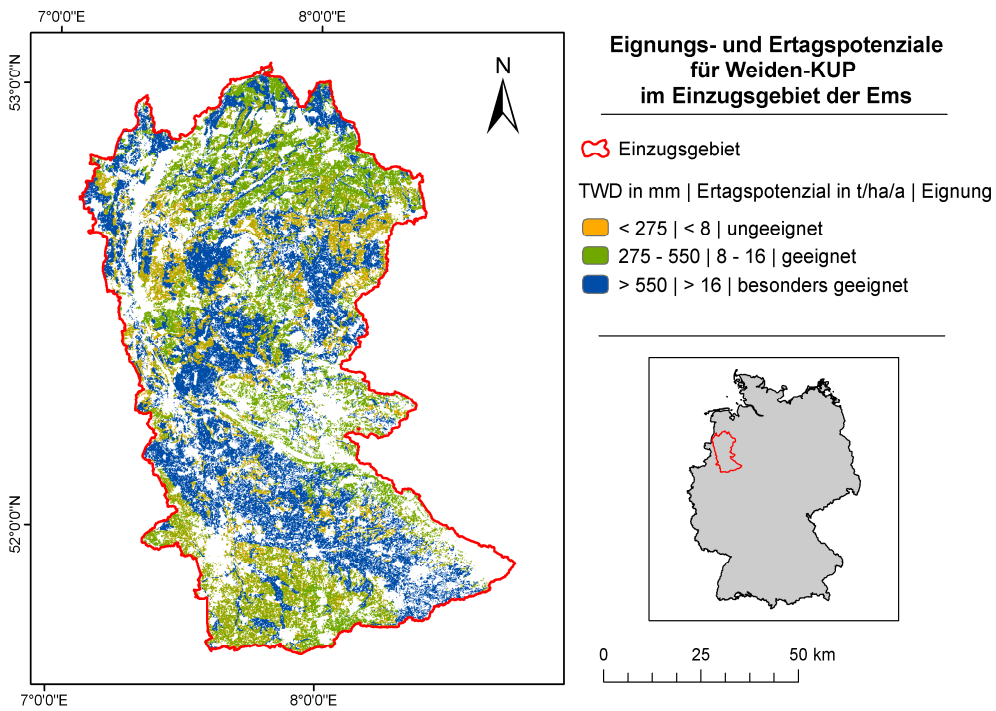 7°0'0"E 8°0'0"E
53°0'0"N
52°0'0"N
7°0'0"E 8°0'0"E
N
Eignungs- und Ertagspotenziale
für Weiden-KUP
im Einzugsgebiet der Ems
Einzugsgebiet
TWD in mm | Ertagspotenzial in t/ha/a | Eignung
< 275 | < 8 | ungeeignet
275 - 550 | 8 - 16 | geeignet
> 550 | > 16 | besonders geeignet
0 25 50 km